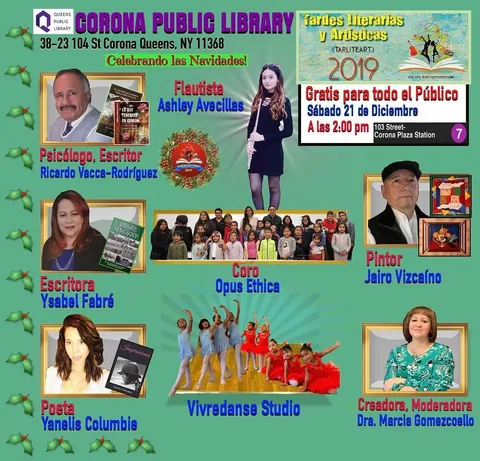 QUEENS
PUBLIC
LIBRARY
CORONA PUBLIC LIBRARY
38-23 104 St Corona Queens, NY 11368
Celebrando las Navidades!
Tardes Literarias
y Artísticas
(TARLITEART)
2019
Gratis para todo el Público
Sábado 21 de Diciembre
A las 2:00 pm
103 Street-
Corona Plaza Station
7
Flautista
Ashley Avecillas
Psicólogo, Escritor
Ricardo Vacca-Rodríguez
Escritora
Ysabel Fabré
Coro
Opus Ethica
Pintor
Jairo Vizcaíno
Poeta
Yanelis Columbie
Vivredanse Studio
Creadora, Moderadora
Dra. Marcia Gomezcoello